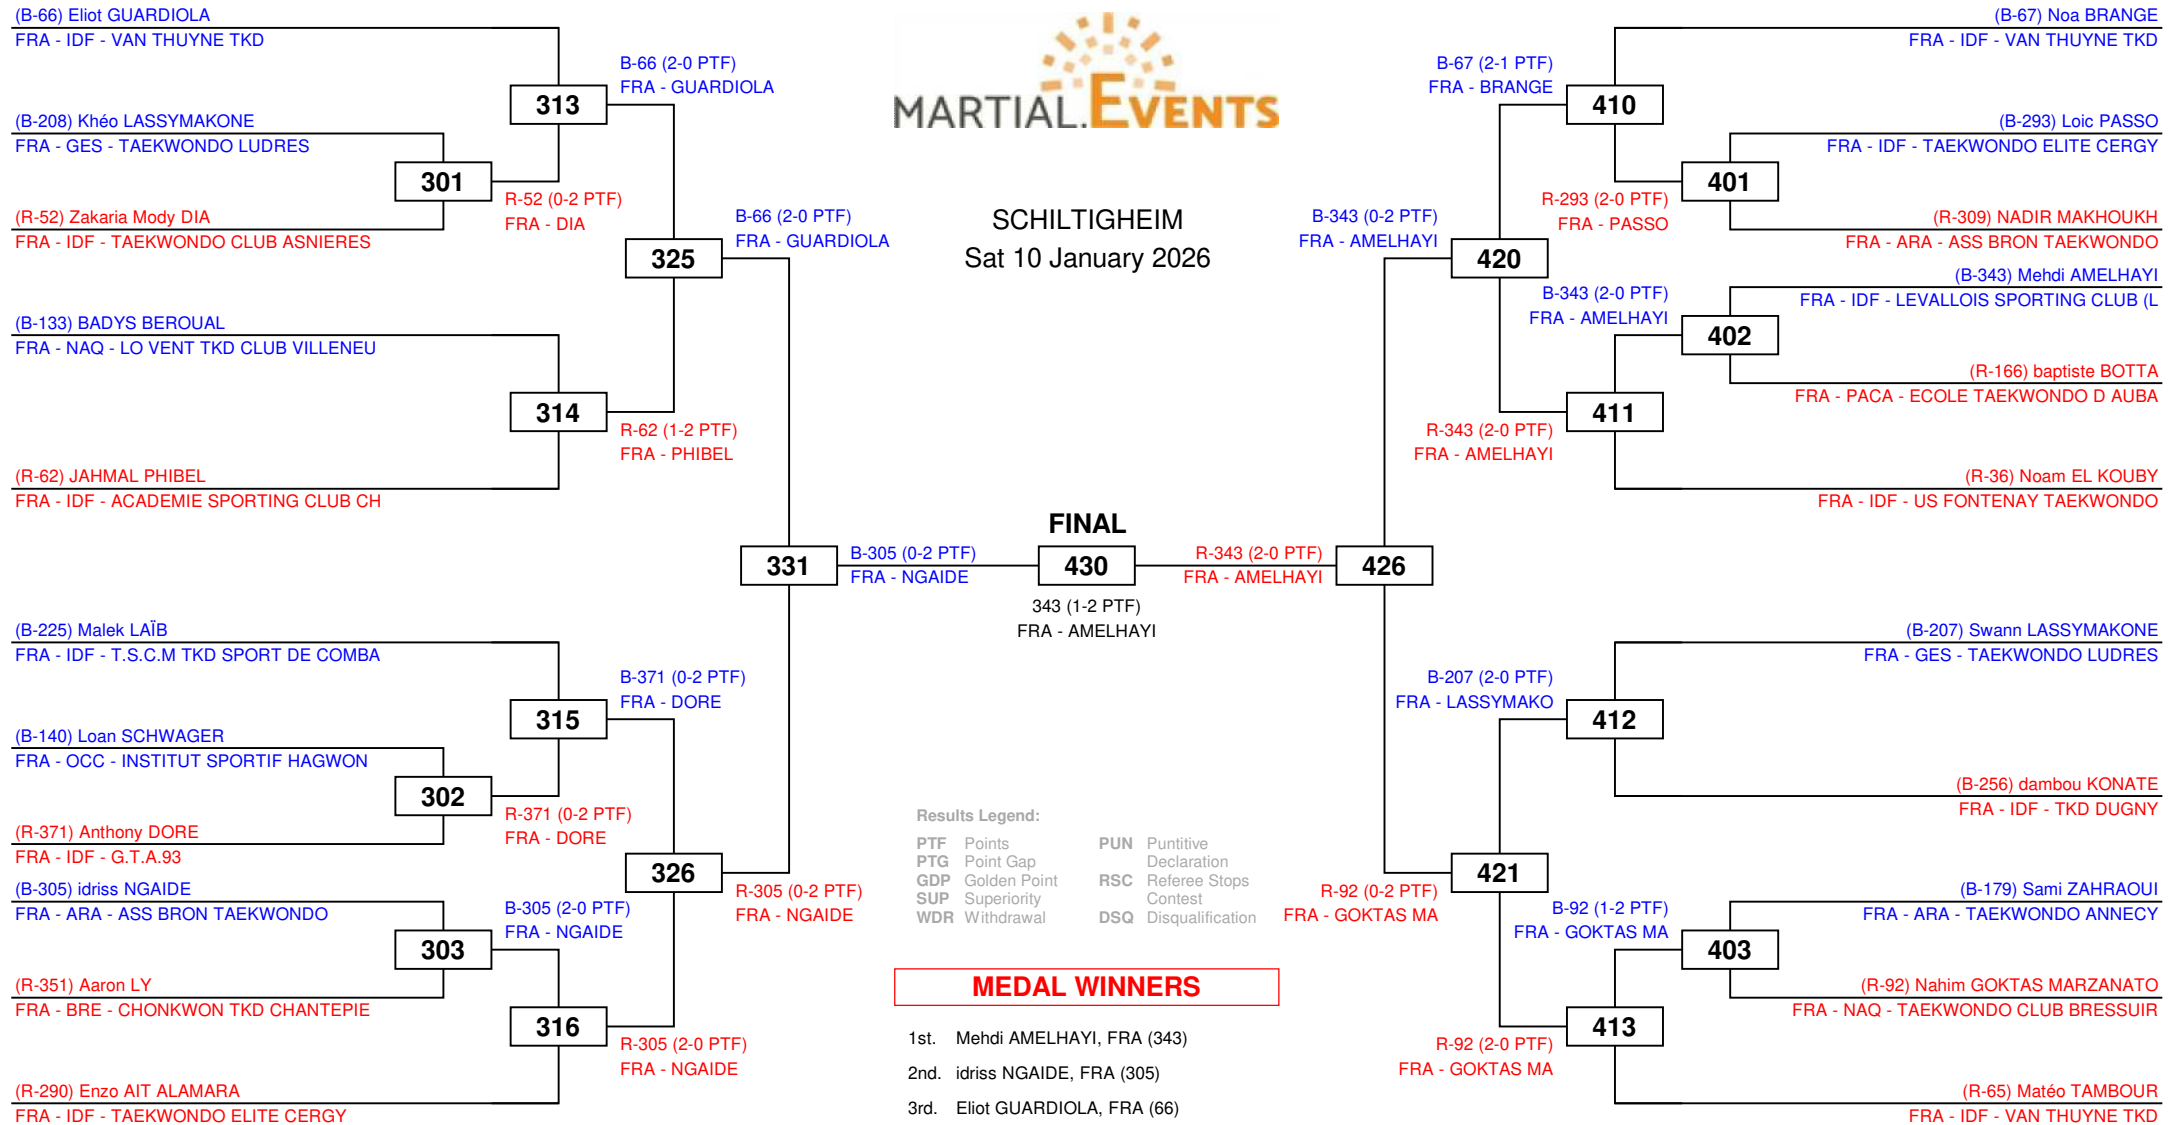 (B-66) Eliot GUARDIOLA
FRA - IDF - VAN THUYNE TKD
(B-208) Khéo LASSYMAKONE
FRA - GES - TAEKWONDO LUDRES
(R-52) Zakaria Mody DIA
FRA - IDF - TAEKWONDO CLUB ASNIERES
(B-133) BADYS BEROUAL
FRA - NAQ - LO VENT TKD CLUB VILLENEU
(R-62) JAHMAL PHIBEL
FRA - IDF - ACADEMIE SPORTING CLUB CH
(B-225) Malek LAÏB
FRA - IDF - T.S.C.M TKD SPORT DE COMBA
(B-140) Loan SCHWAGER
FRA - OCC - INSTITUT SPORTIF HAGWON
(R-371) Anthony DORE
FRA - IDF - G.T.A.93
(B-305) idriss NGAIDE
FRA - ARA - ASS BRON TAEKWONDO
(R-351) Aaron LY
FRA - BRE - CHONKWON TKD CHANTEPIE
(R-290) Enzo AIT ALAMARA
FRA - IDF - TAEKWONDO ELITE CERGY
301
R-52 (0-2 PTF)
FRA - DIA
302
R-371 (0-2 PTF)
FRA - DORE
303
B-305 (2-0 PTF)
FRA - NGAIDE
313
B-66 (2-0 PTF)
FRA - GUARDIOLA
314
R-62 (1-2 PTF)
FRA - PHIBEL
315
B-371 (0-2 PTF)
FRA - DORE
316
R-305 (2-0 PTF)
FRA - NGAIDE
325
B-66 (2-0 PTF)
FRA - GUARDIOLA
326
R-305 (0-2 PTF)
FRA - NGAIDE
331
B-305 (0-2 PTF)
FRA - NGAIDE
MARTIAL.EVENTS
SCHILTIGHEIM
Sat 10 January 2026
FINAL
430
343 (1-2 PTF)
FRA - AMELHAYI
Results Legend:
PTF Points
PTG Point Gap
GDP Golden Point
SUP Superiority
WDR Withdrawal
PUN Puntitive
Declaration
RSC Referee Stops
Contest
DSQ Disqualification
MEDAL WINNERS
1st. Mehdi AMELHAYI, FRA (343)
2nd. idriss NGAIDE, FRA (305)
3rd. Eliot GUARDIOLA, FRA (66)
R-343 (2-0 PTF)
FRA - AMELHAYI
426
B-343 (0-2 PTF)
FRA - AMELHAYI
420
R-92 (0-2 PTF)
FRA - GOKTAS MA
421
B-67 (2-1 PTF)
FRA - BRANGE
410
R-343 (2-0 PTF)
FRA - AMELHAYI
411
B-207 (2-0 PTF)
FRA - LASSYMAKO
412
R-92 (2-0 PTF)
FRA - GOKTAS MA
413
R-293 (2-0 PTF)
FRA - PASSO
401
B-343 (2-0 PTF)
FRA - AMELHAYI
402
B-92 (1-2 PTF)
FRA - GOKTAS MA
403
(B-67) Noa BRANGE
FRA - IDF - VAN THUYNE TKD
(B-293) Loic PASSO
FRA - IDF - TAEKWONDO ELITE CERGY
(R-309) NADIR MAKHOUKH
FRA - ARA - ASS BRON TAEKWONDO
(B-343) Mehdi AMELHAYI
FRA - IDF - LEVALLOIS SPORTING CLUB (L
(R-166) baptiste BOTTA
FRA - PACA - ECOLE TAEKWONDO D AUBA
(R-36) Noam EL KOUBY
FRA - IDF - US FONTENAY TAEKWONDO
(B-207) Swann LASSYMAKONE
FRA - GES - TAEKWONDO LUDRES
(B-256) dambou KONATE
FRA - IDF - TKD DUGNY
(B-179) Sami ZAHRAOUI
FRA - ARA - TAEKWONDO ANNECY
(R-92) Nahim GOKTAS MARZANATO
FRA - NAQ - TAEKWONDO CLUB BRESSUIR
(R-65) Matéo TAMBOUR
FRA - IDF - VAN THUYNE TKD